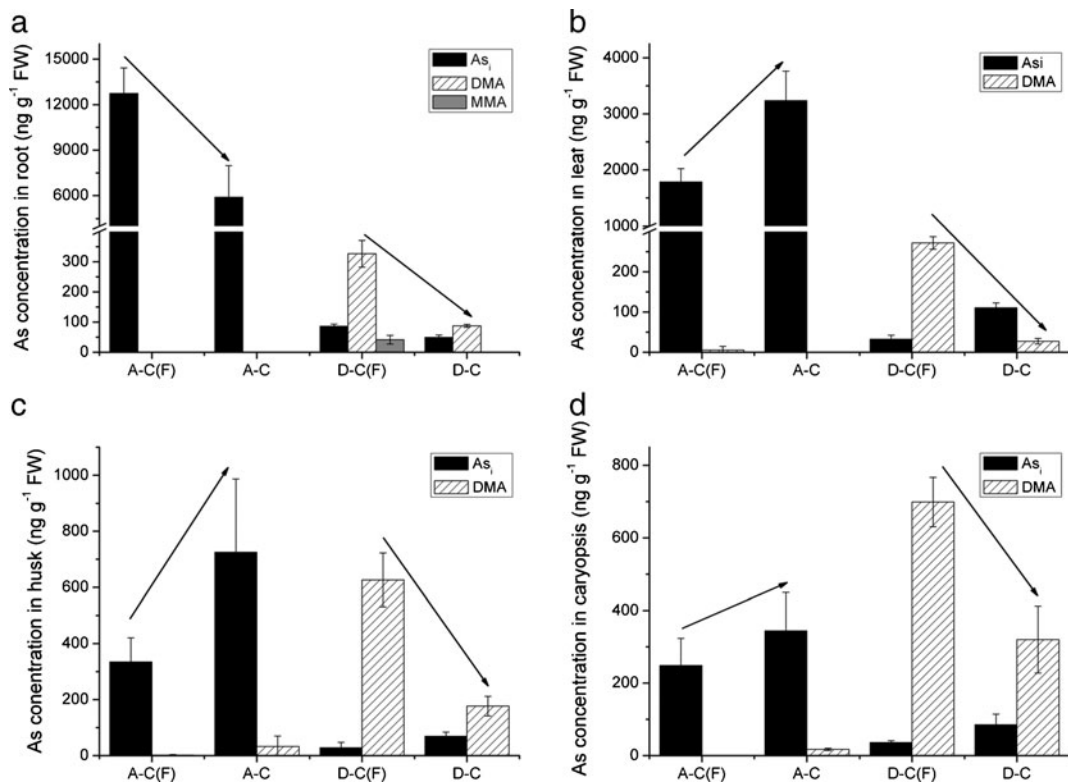 a
As concentration in root (ng g⁻¹ FW)
15000
12000
9000
6000
300
200
100
0
Asᵢ
DMA
MMA
A-C(F) A-C D-C(F) D-C
b
As concentration in leaf (ng g⁻¹ FW)
4000
3000
2000
1000
200
100
0
Asi
DMA
A-C(F) A-C D-C(F) D-C
c
As conentration in husk (ng g⁻¹ FW)
1000
800
600
400
200
0
Asᵢ
DMA
A-C(F) A-C D-C(F) D-C
d
As concentration in caryopsis (ng g⁻¹ FW)
800
600
400
200
0
Asᵢ
DMA
A-C(F) A-C D-C(F) D-C